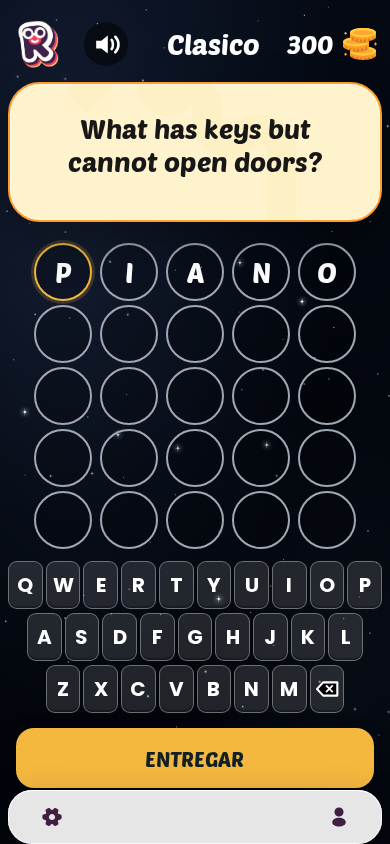 Clasico 300
What has keys but
cannot open doors?
P I A N O
Q W E R T Y U I O P
A S D F G H J K L
Z X C V B N M
ENTREGAR